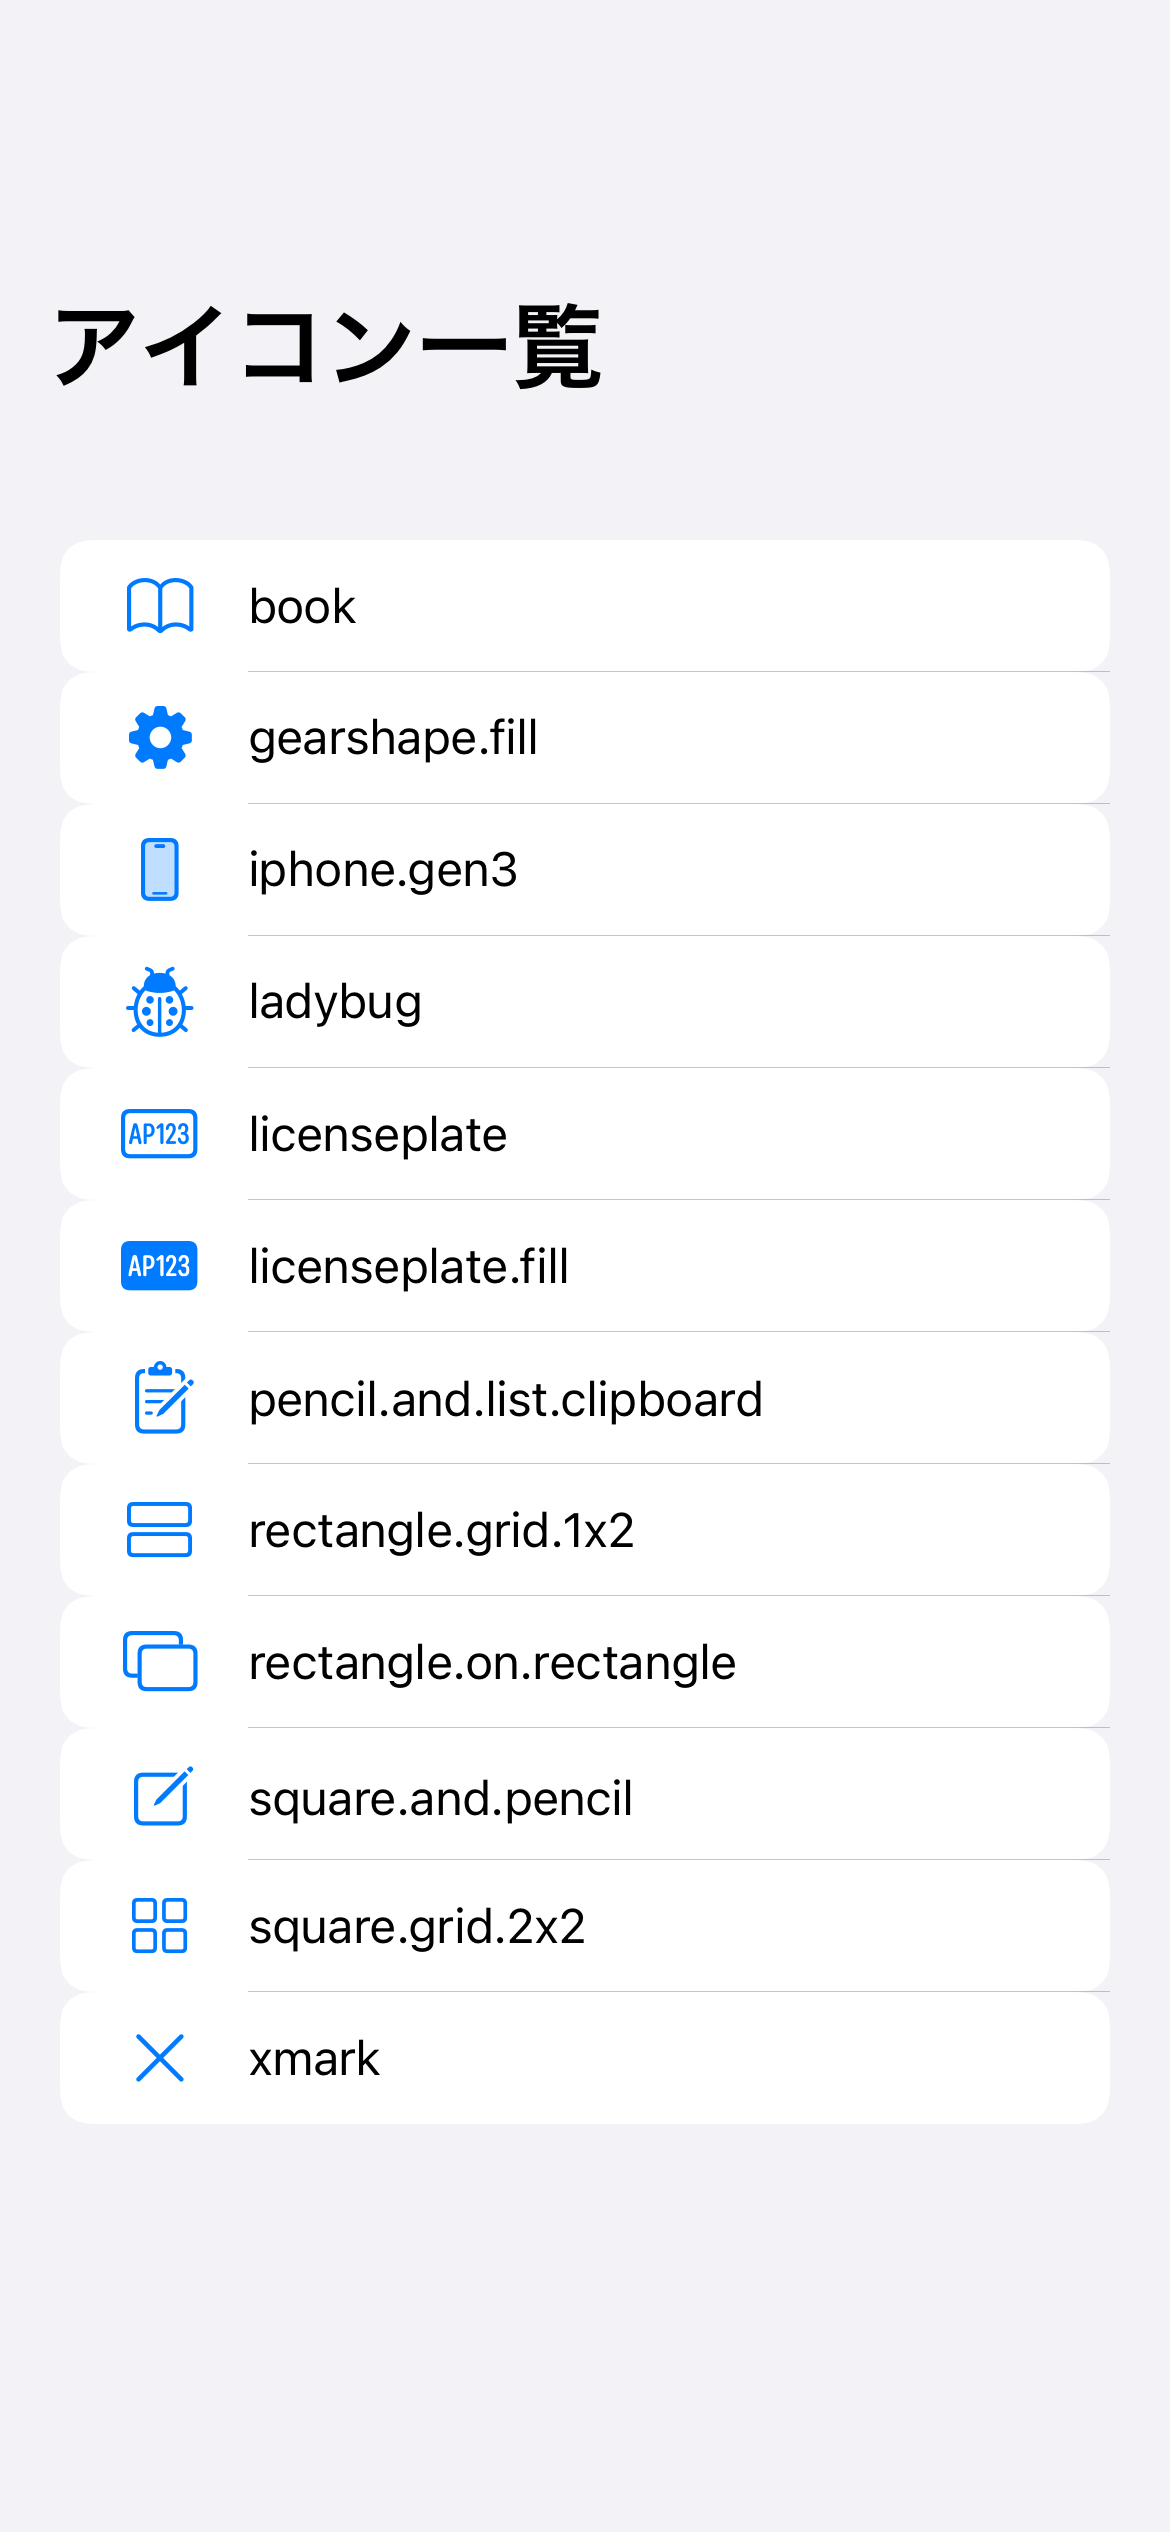 アイコン一覧
book
gearshape.fill
iphone.gen3
ladybug
AP123 licenseplate
AP123 licenseplate.fill
pencil.and.list.clipboard
rectangle.grid.1x2
rectangle.on.rectangle
square.and.pencil
square.grid.2x2
xmark